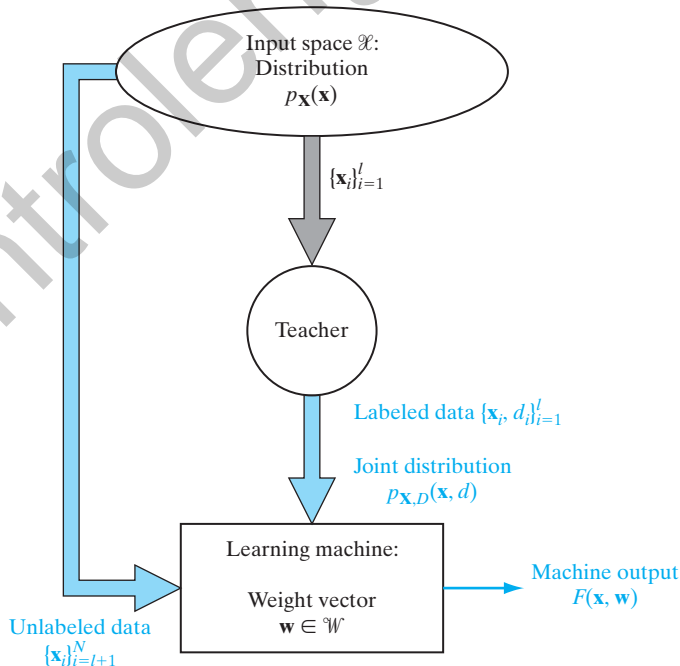 Input space 𝒳:
Distribution
p_𝐗(𝐱)
{𝐱_i}_{i=1}^l
Teacher
Labeled data {𝐱_i, d_i}_{i=1}^l
Joint distribution
p_{𝐗,D}(𝐱, d)
Learning machine:
Weight vector
𝐰 ∈ 𝒲
Machine output
F(𝐱, 𝐰)
Unlabeled data
{𝐱_i}_{i=l+1}^N
ntrolen